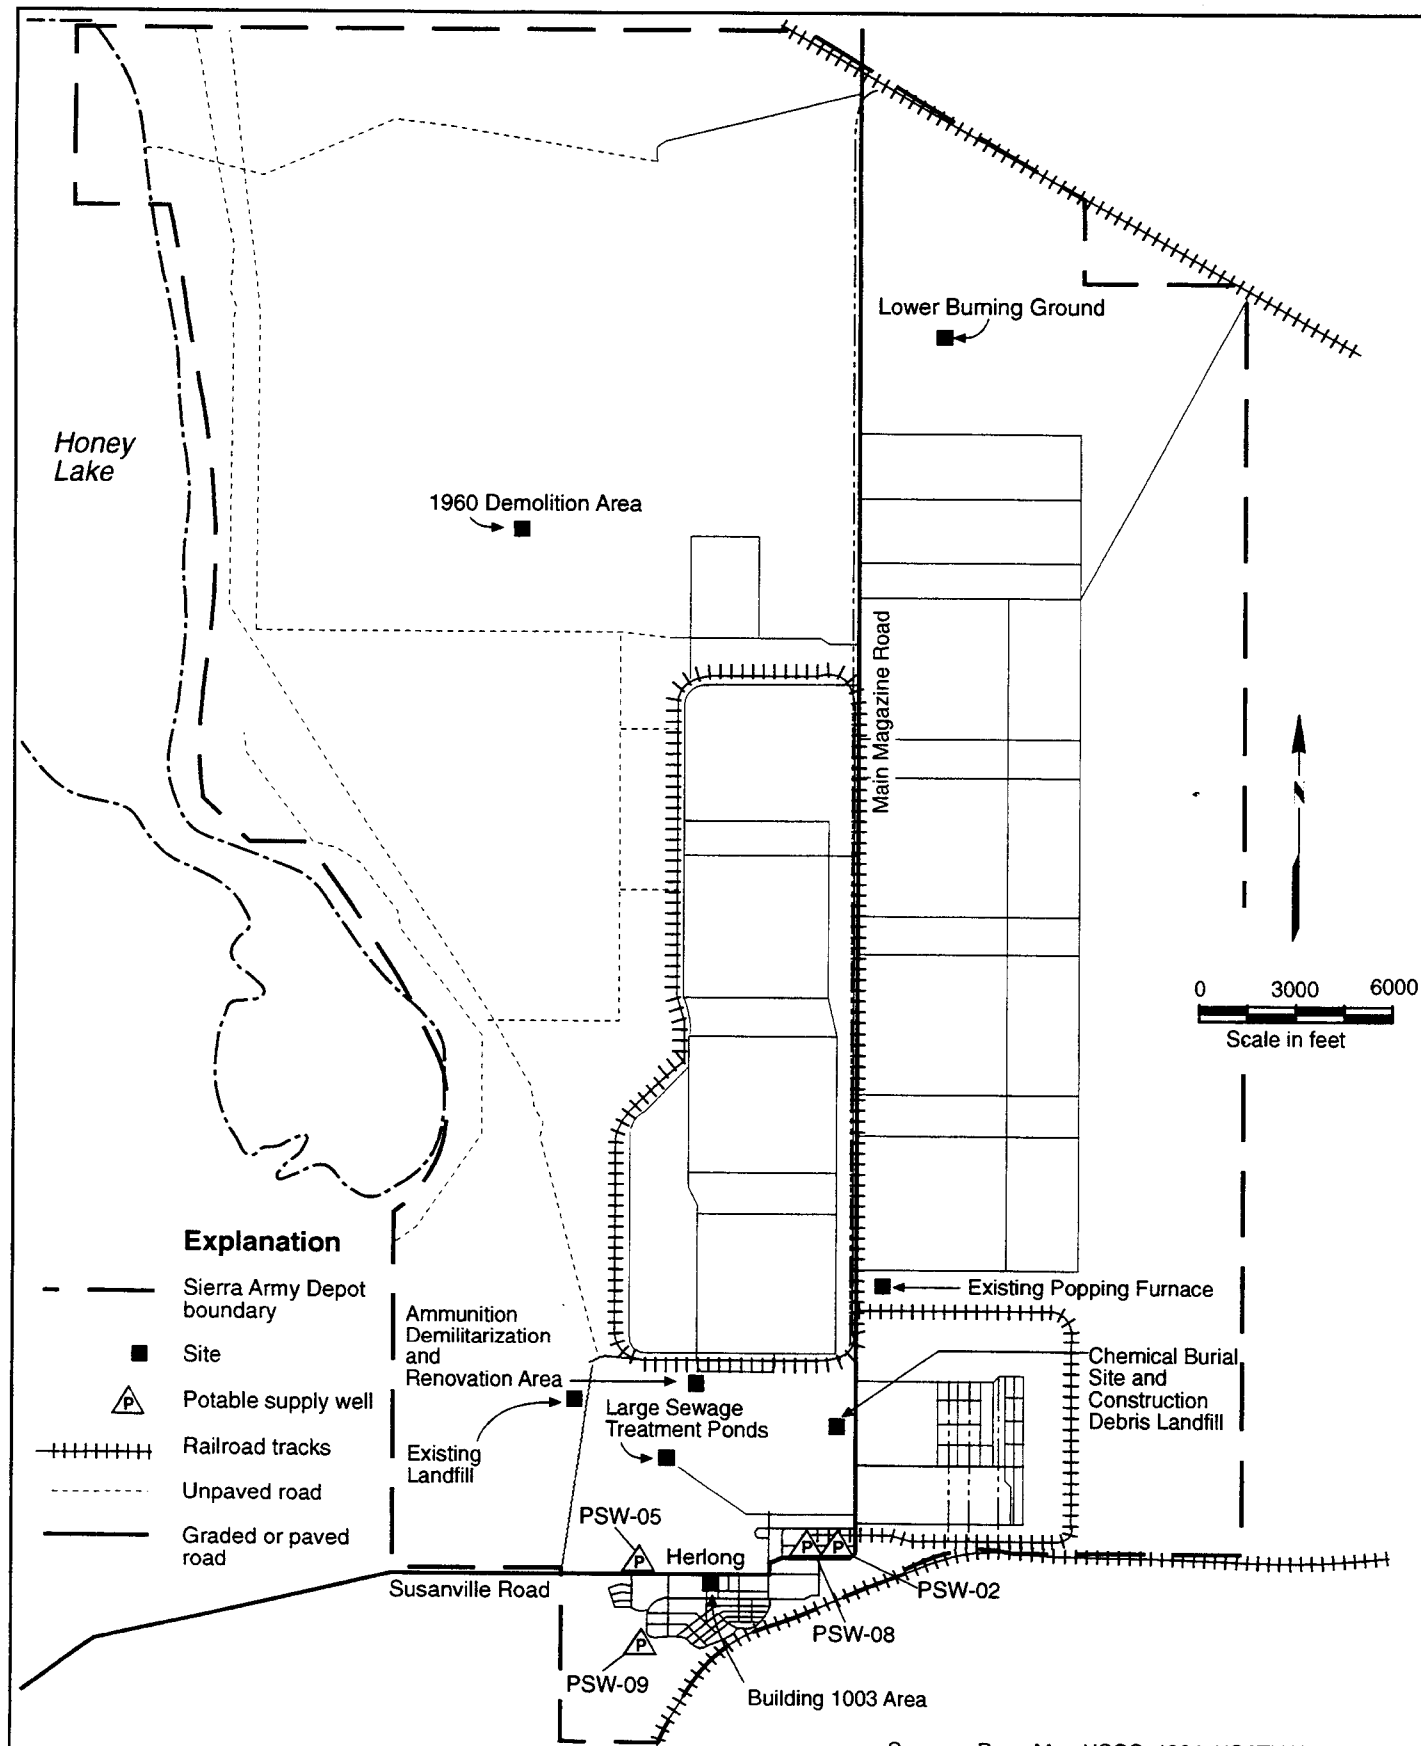 Lower Burning Ground
Honey
Lake
1960 Demolition Area
Main Magazine Road
N
0 3000 6000
Scale in feet
Explanation
Sierra Army Depot
boundary
Site
P
Potable supply well
Railroad tracks
Unpaved road
Graded or paved
road
Existing Popping Furnace
Ammunition
Demilitarization
and
Renovation Area
Chemical Burial
Site and
Construction
Debris Landfill
Large Sewage
Treatment Ponds
Existing
Landfill
PSW-05
P
Herlong
P P
Susanville Road
PSW-02
PSW-08
P
PSW-09
Building 1003 Area